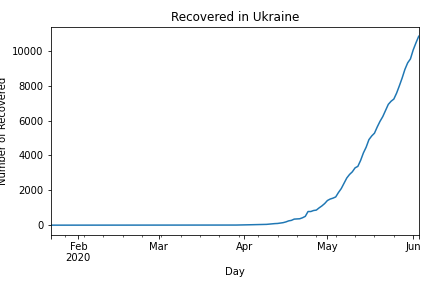 Recovered in Ukraine
Number of Recovered
10000
8000
6000
4000
2000
0
Feb
2020
Mar
Apr
May
Jun
Day